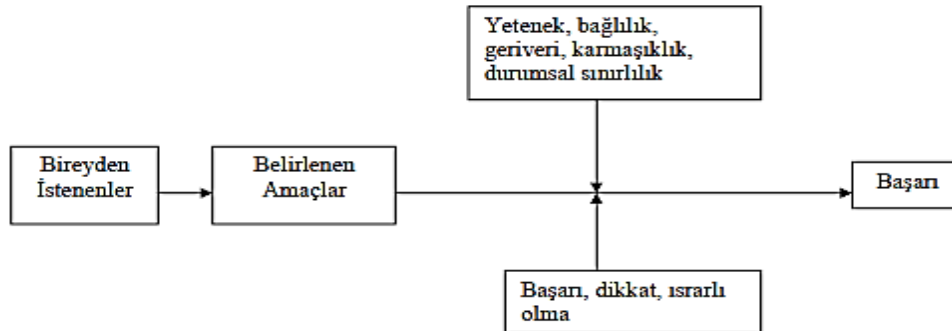 Yetenek, bağlılık,
geriveri, karmaşıklık,
durumsal sınırlılık
Bireyden
İstenenler
Belirlenen
Amaçlar
Başarı
Başarı, dikkat, ısrarlı
olma